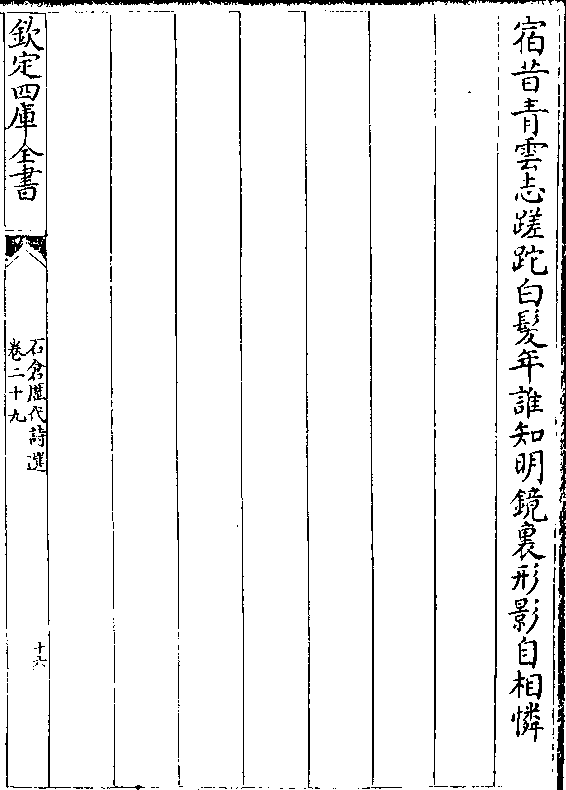 宿昔青雲志蹉跎白髮年誰知明鏡裏形影自相憐
欽定四庫全書
石倉歴代詩選
卷二十九
十六